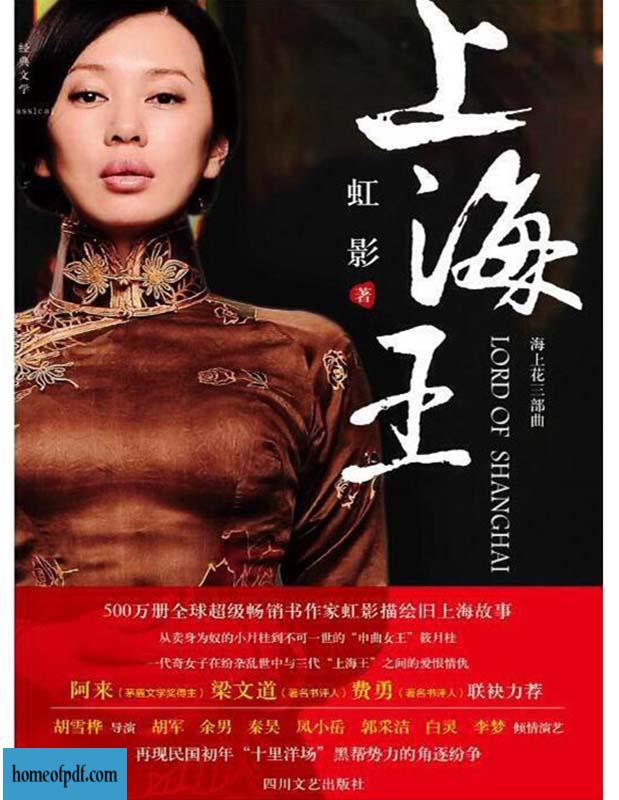 经典文学
lassical
上海王
虹影
著
海上花三部曲
LORD OF SHANGHAI
500万册全球超级畅销书作家虹影描绘旧上海故事
从卖身为奴的小月桂到不可一世的“申曲女王”筱月桂
一代奇女子在纷杂乱世中与三代“上海王”之间的爱恨情仇
阿来（茅盾文学奖得主）梁文道（著名书评人）费勇（著名书评人）联袂力荐
胡雪桦 导演 胡军 余男 秦昊 凤小岳 郭采洁 白灵 李梦 倾情演艺
再现民国初年“十里洋场”黑帮势力的角逐纷争
四川文艺出版社
homeofpdf.com